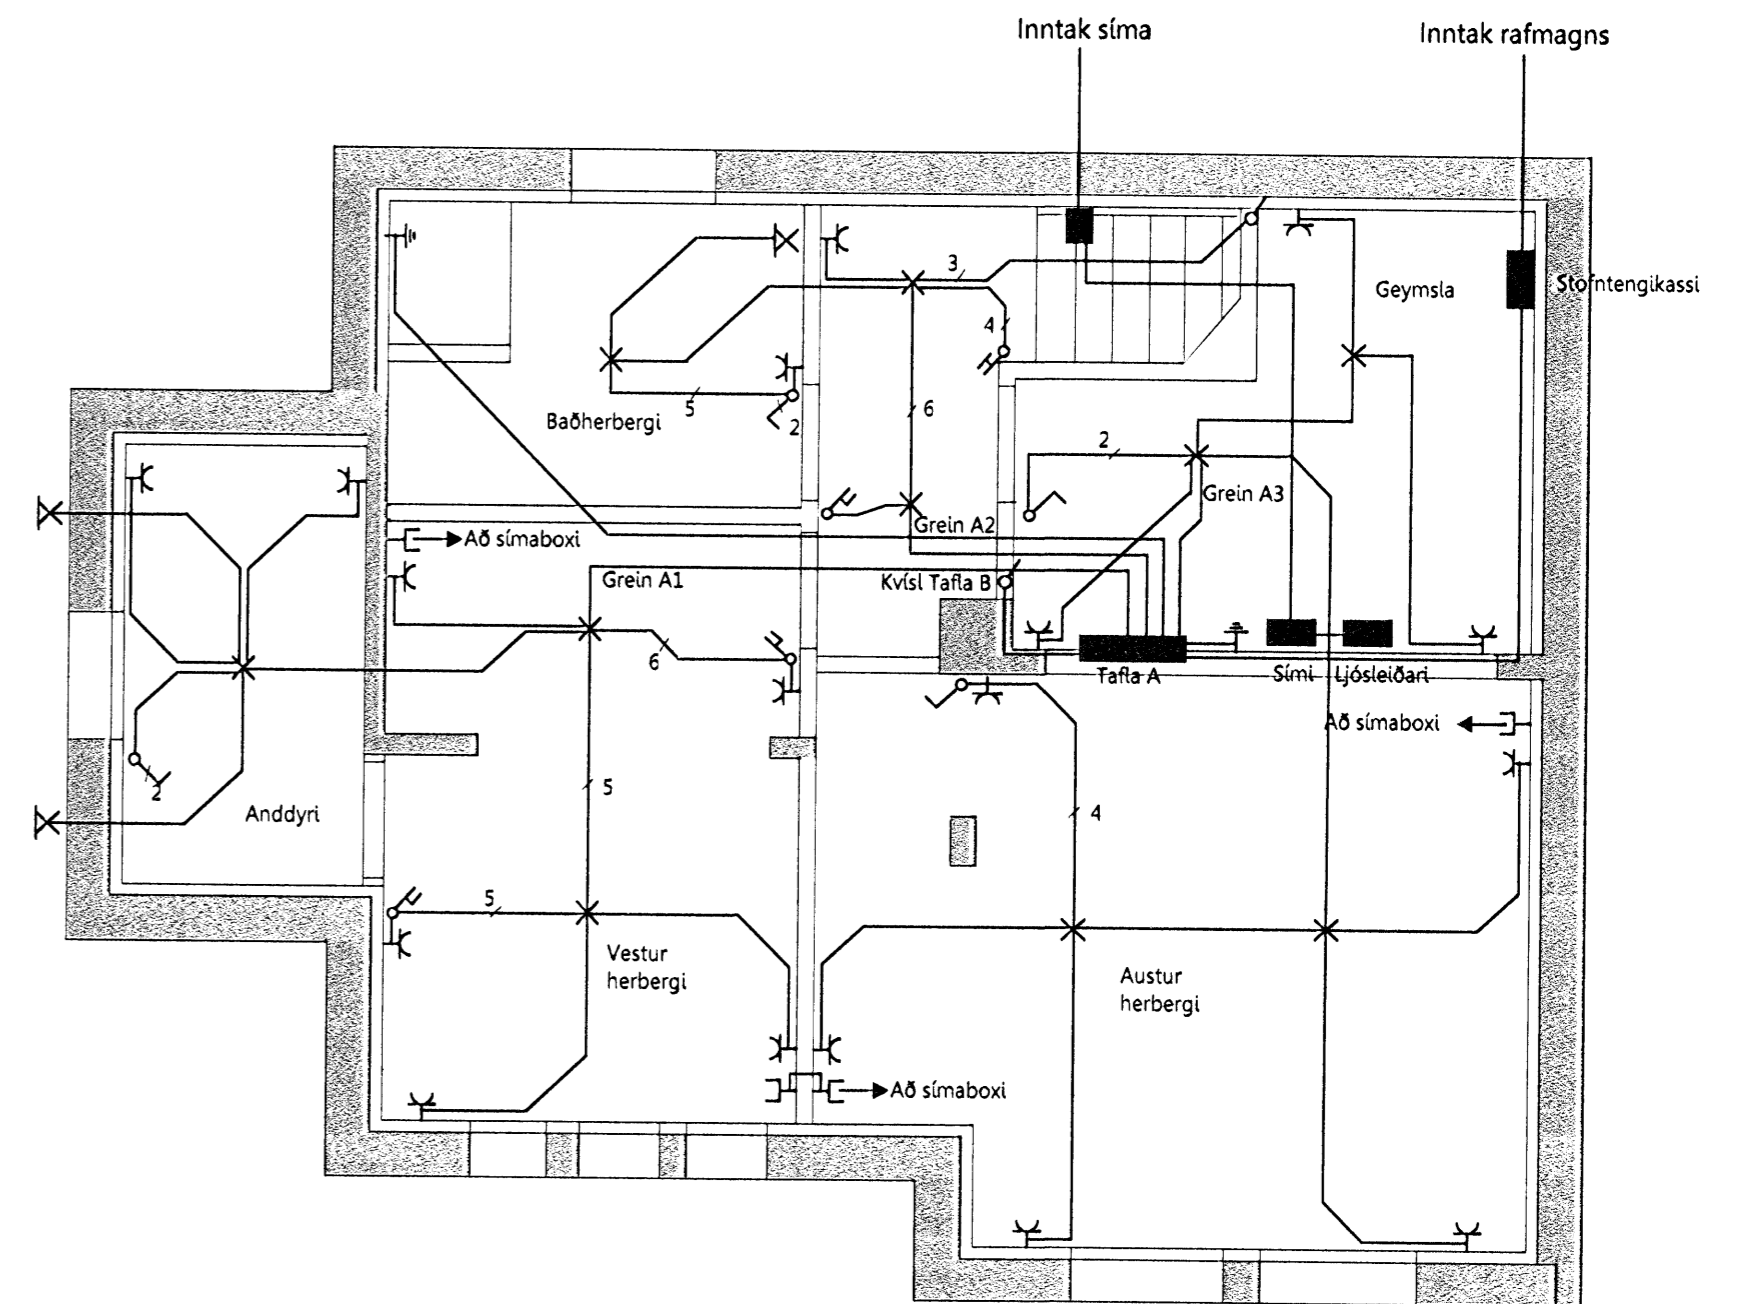 Inntak síma
Inntak rafmagns
3
Geymsla
Stofntengikassi
4
5
2
Baðherbergi
6
2
Grein A3
Grein A2
Að símaboxi
Grein A1
Kvísl Tafla B
6
Tafla A
Sími
Ljósleiðari
Að símaboxi
5
4
2
Anddyri
5
Vestur
herbergi
Austur
herbergi
Að símaboxi